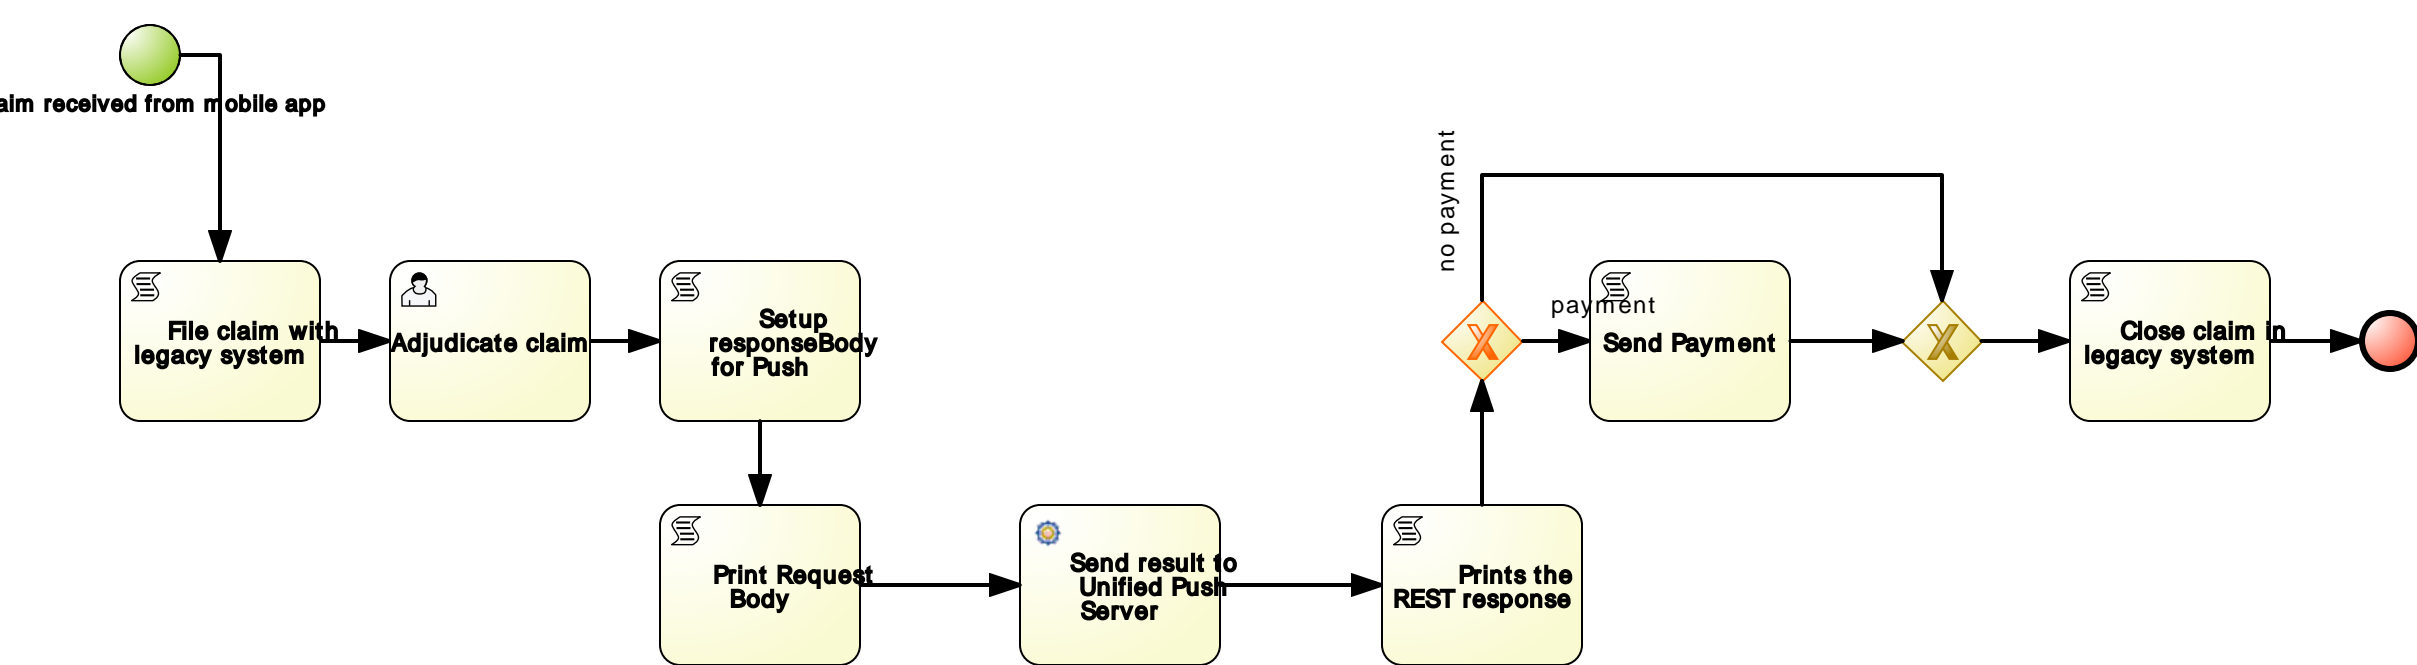 received from mobile app
no payment
payment
File claim with
legacy system
Adjudicate claim
Setup
responseBody
for Push
Send Payment
Close claim in
legacy system
Print Request
Body
Send result to
Unified Push
Server
Prints the
REST response